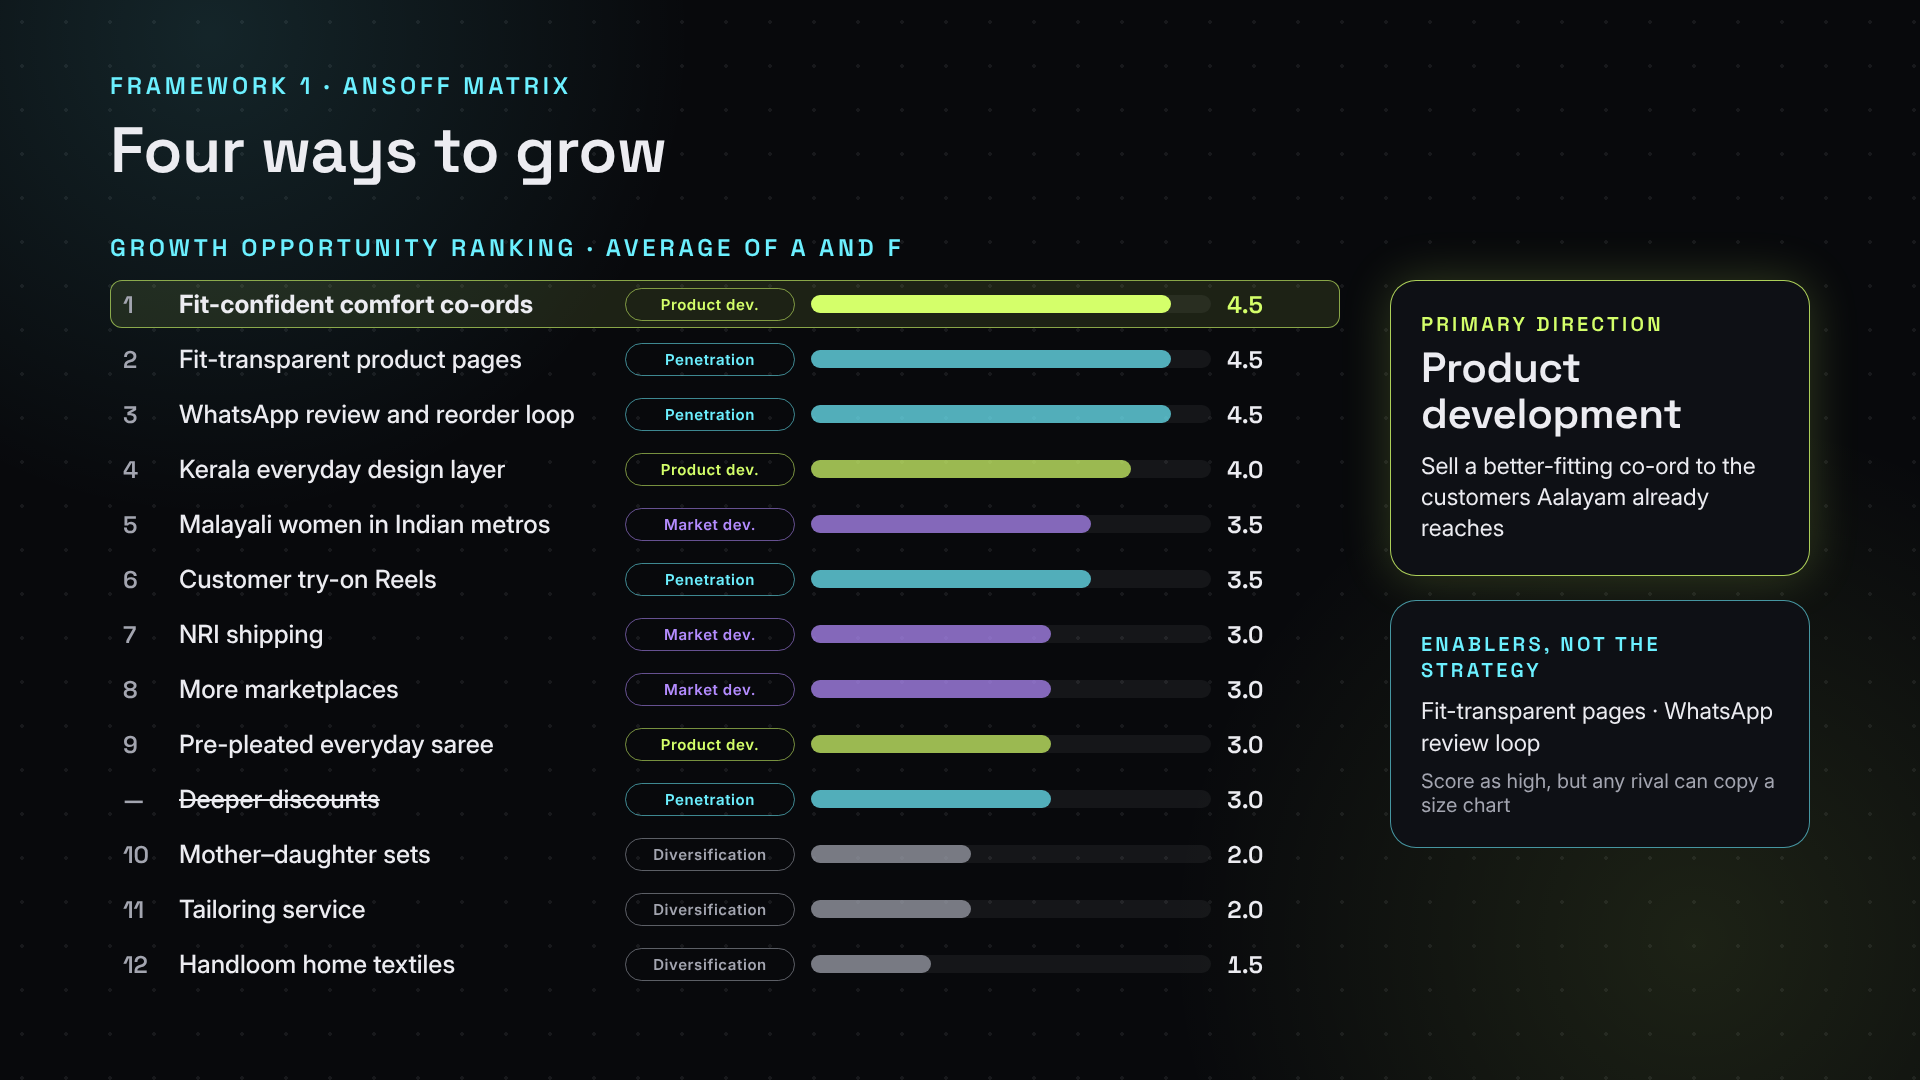 FRAMEWORK 1 · ANSOFF MATRIX
Four ways to grow
GROWTH OPPORTUNITY RANKING · AVERAGE OF A AND F
1 Fit-confident comfort co-ords Product dev. 4.5
2 Fit-transparent product pages Penetration 4.5
3 WhatsApp review and reorder loop Penetration 4.5
4 Kerala everyday design layer Product dev. 4.0
5 Malayali women in Indian metros Market dev. 3.5
6 Customer try-on Reels Penetration 3.5
7 NRI shipping Market dev. 3.0
8 More marketplaces Market dev. 3.0
9 Pre-pleated everyday saree Product dev. 3.0
— Deeper discounts Penetration 3.0
10 Mother–daughter sets Diversification 2.0
11 Tailoring service Diversification 2.0
12 Handloom home textiles Diversification 1.5
PRIMARY DIRECTION
Product
development
Sell a better-fitting co-ord to the
customers Aalayam already
reaches
ENABLERS, NOT THE
STRATEGY
Fit-transparent pages · WhatsApp
review loop
Score as high, but any rival can copy a
size chart